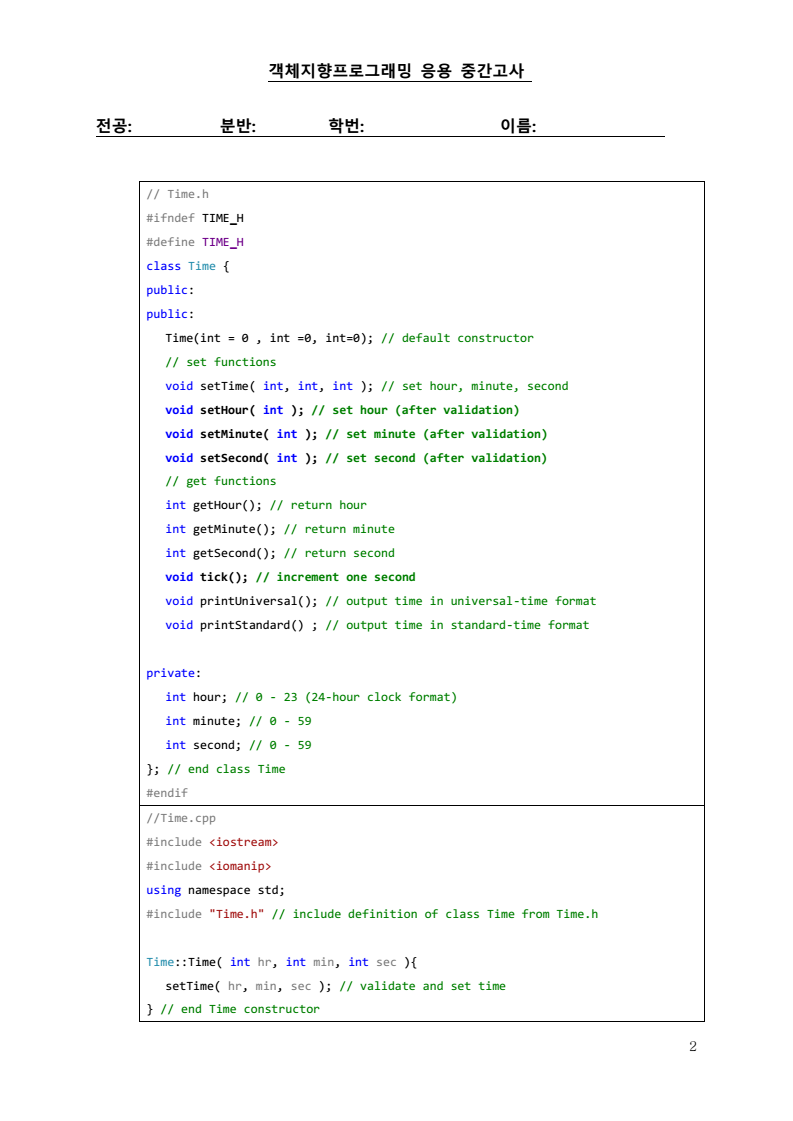 객체지향프로그래밍 응용 중간고사
전공: 분반: 학번: 이름:
// Time.h
#ifndef TIME_H
#define TIME_H
class Time {
public:
public:
Time(int = 0 , int =0, int=0); // default constructor
// set functions
void setTime( int, int, int ); // set hour, minute, second
void setHour( int ); // set hour (after validation)
void setMinute( int ); // set minute (after validation)
void setSecond( int ); // set second (after validation)
// get functions
int getHour(); // return hour
int getMinute(); // return minute
int getSecond(); // return second
void tick(); // increment one second
void printUniversal(); // output time in universal-time format
void printStandard() ; // output time in standard-time format
private:
int hour; // 0 - 23 (24-hour clock format)
int minute; // 0 - 59
int second; // 0 - 59
}; // end class Time
#endif
//Time.cpp
#include <iostream>
#include <iomanip>
using namespace std;
#include "Time.h" // include definition of class Time from Time.h
Time::Time( int hr, int min, int sec ){
setTime( hr, min, sec ); // validate and set time
} // end Time constructor
2